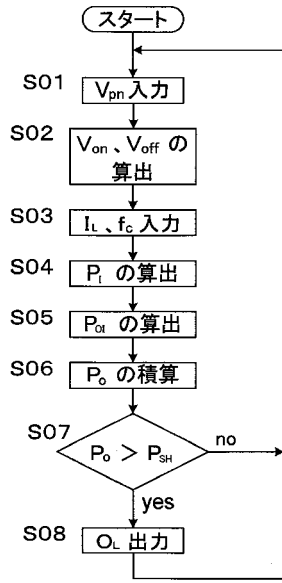 スタート
S01
Vpn 入力
S02
Von、Voff の
算出
S03
IL、fc 入力
S04
PI の算出
S05
POI の算出
S06
Po の積算
S07
Po > PSH
no
yes
S08
OL 出力